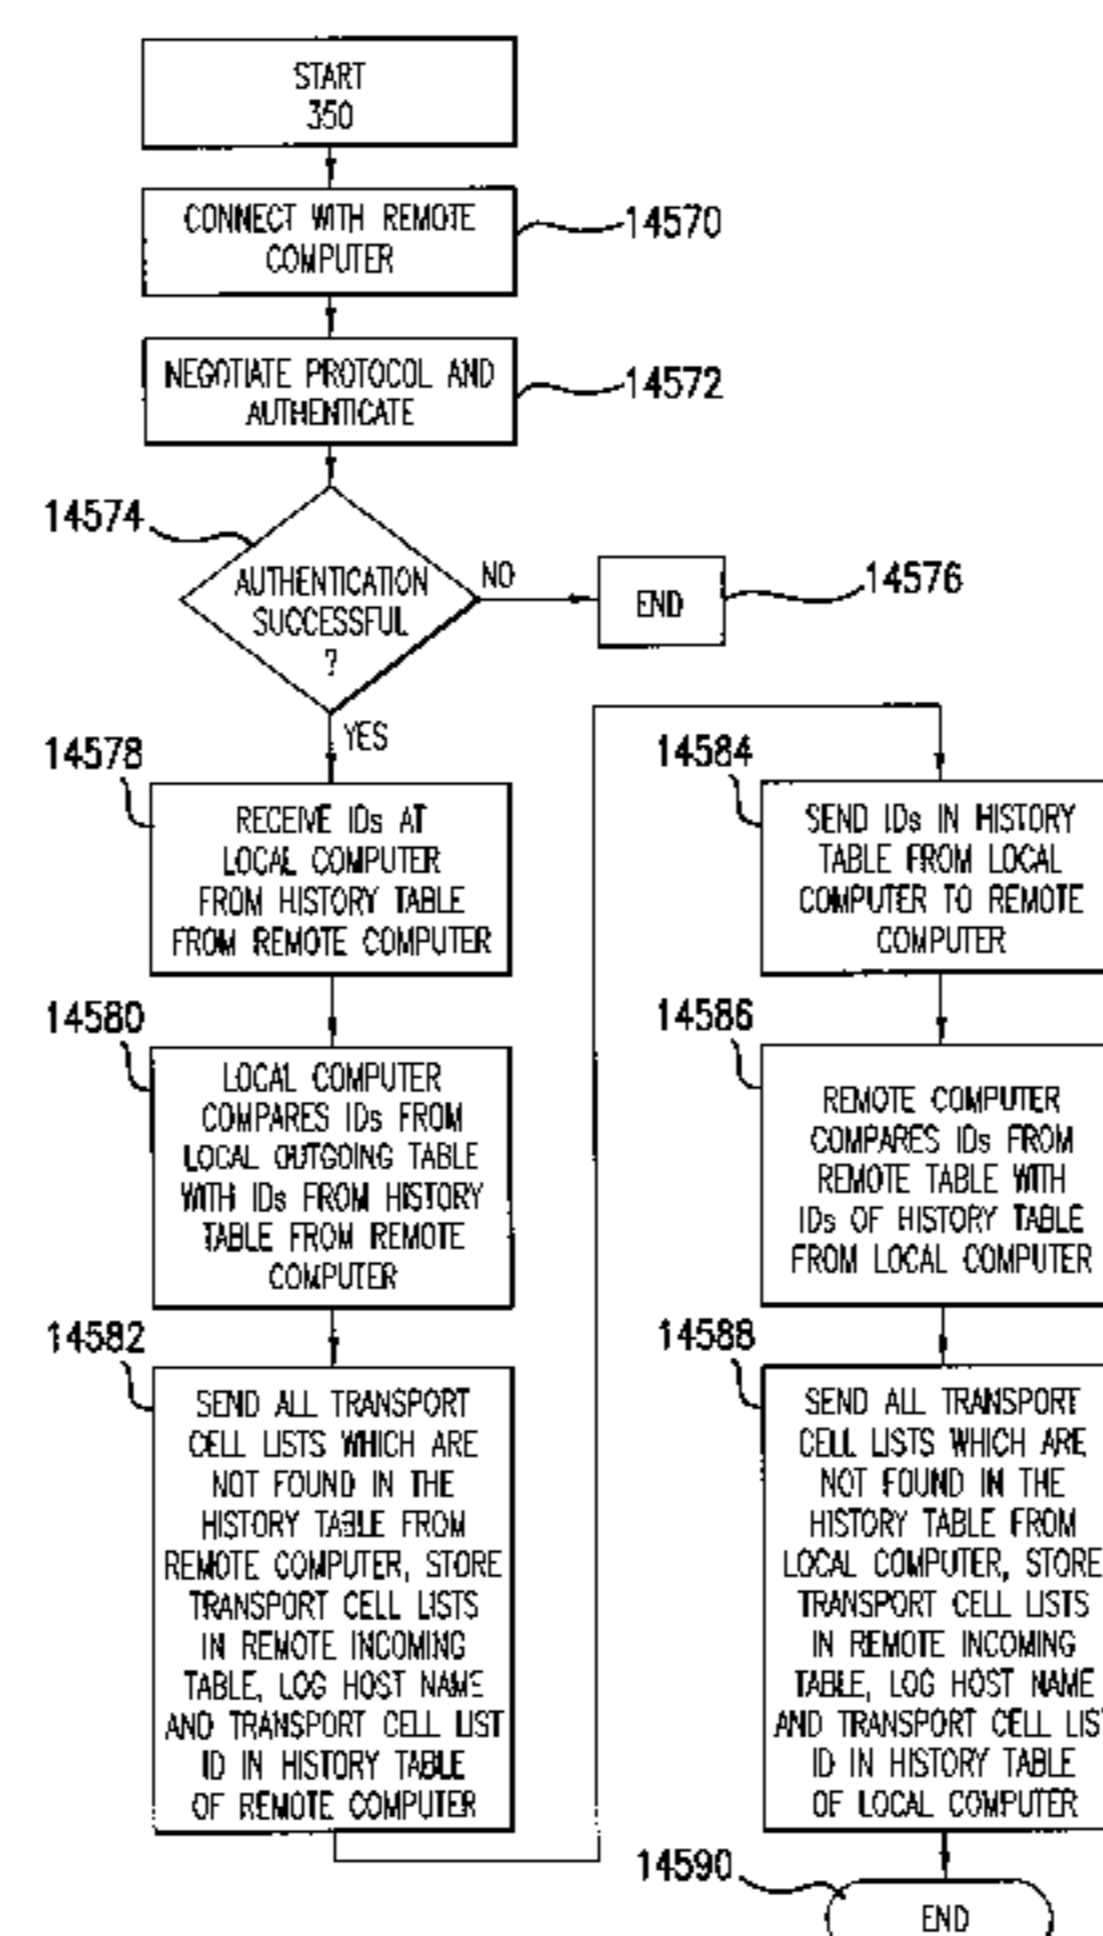 START
350
CONNECT WITH REMOTE
COMPUTER
14570
NEGOTIATE PROTOCOL AND
AUTHENTICATE
14572
14574
AUTHENTICATION
SUCCESSFUL
?
NO
END
14576
YES
14578
RECEIVE IDs AT
LOCAL COMPUTER
FROM HISTORY TABLE
FROM REMOTE COMPUTER
14580
LOCAL COMPUTER
COMPARES IDs FROM
LOCAL OUTGOING TABLE
WITH IDs FROM HISTORY
TABLE FROM REMOTE
COMPUTER
14582
SEND ALL TRANSPORT
CELL LISTS WHICH ARE
NOT FOUND IN THE
HISTORY TABLE FROM
REMOTE COMPUTER, STORE
TRANSPORT CELL LISTS
IN REMOTE INCOMING
TABLE, LOG HOST NAME
AND TRANSPORT CELL LIST
ID IN HISTORY TABLE
OF REMOTE COMPUTER
14584
SEND IDs IN HISTORY
TABLE FROM LOCAL
COMPUTER TO REMOTE
COMPUTER
14586
REMOTE COMPUTER
COMPARES IDs FROM
REMOTE TABLE WITH
IDs OF HISTORY TABLE
FROM LOCAL COMPUTER
14588
SEND ALL TRANSPORT
CELL LISTS WHICH ARE
NOT FOUND IN THE
HISTORY TABLE FROM
LOCAL COMPUTER, STORE
TRANSPORT CELL LISTS
IN REMOTE INCOMING
TABLE, LOG HOST NAME
AND TRANSPORT CELL LIST
ID IN HISTORY TABLE
OF LOCAL COMPUTER
14590
END